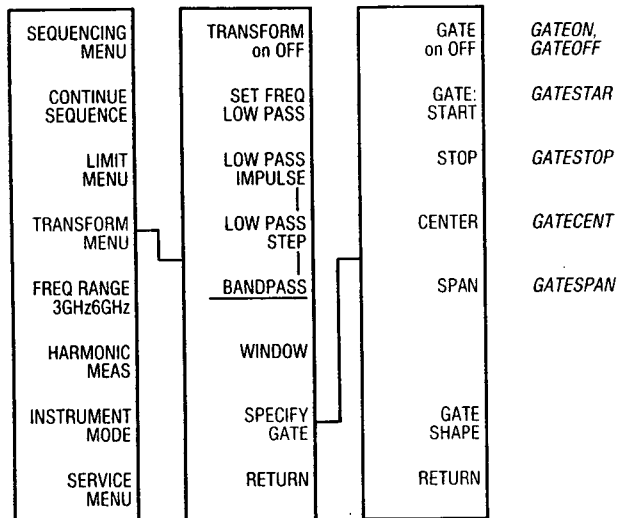 SEQUENCING
MENU
CONTINUE
SEQUENCE
LIMIT
MENU
TRANSFORM
MENU
FREQ RANGE
3GHz6GHz
HARMONIC
MEAS
INSTRUMENT
MODE
SERVICE
MENU
TRANSFORM
on OFF
SET FREQ
LOW PASS
LOW PASS
IMPULSE
LOW PASS
STEP
BANDPASS
WINDOW
SPECIFY
GATE
RETURN
GATE
on OFF
GATE:
START
STOP
CENTER
SPAN
GATE
SHAPE
RETURN
GATEON,
GATEOFF
GATESTAR
GATESTOP
GATECENT
GATESPAN